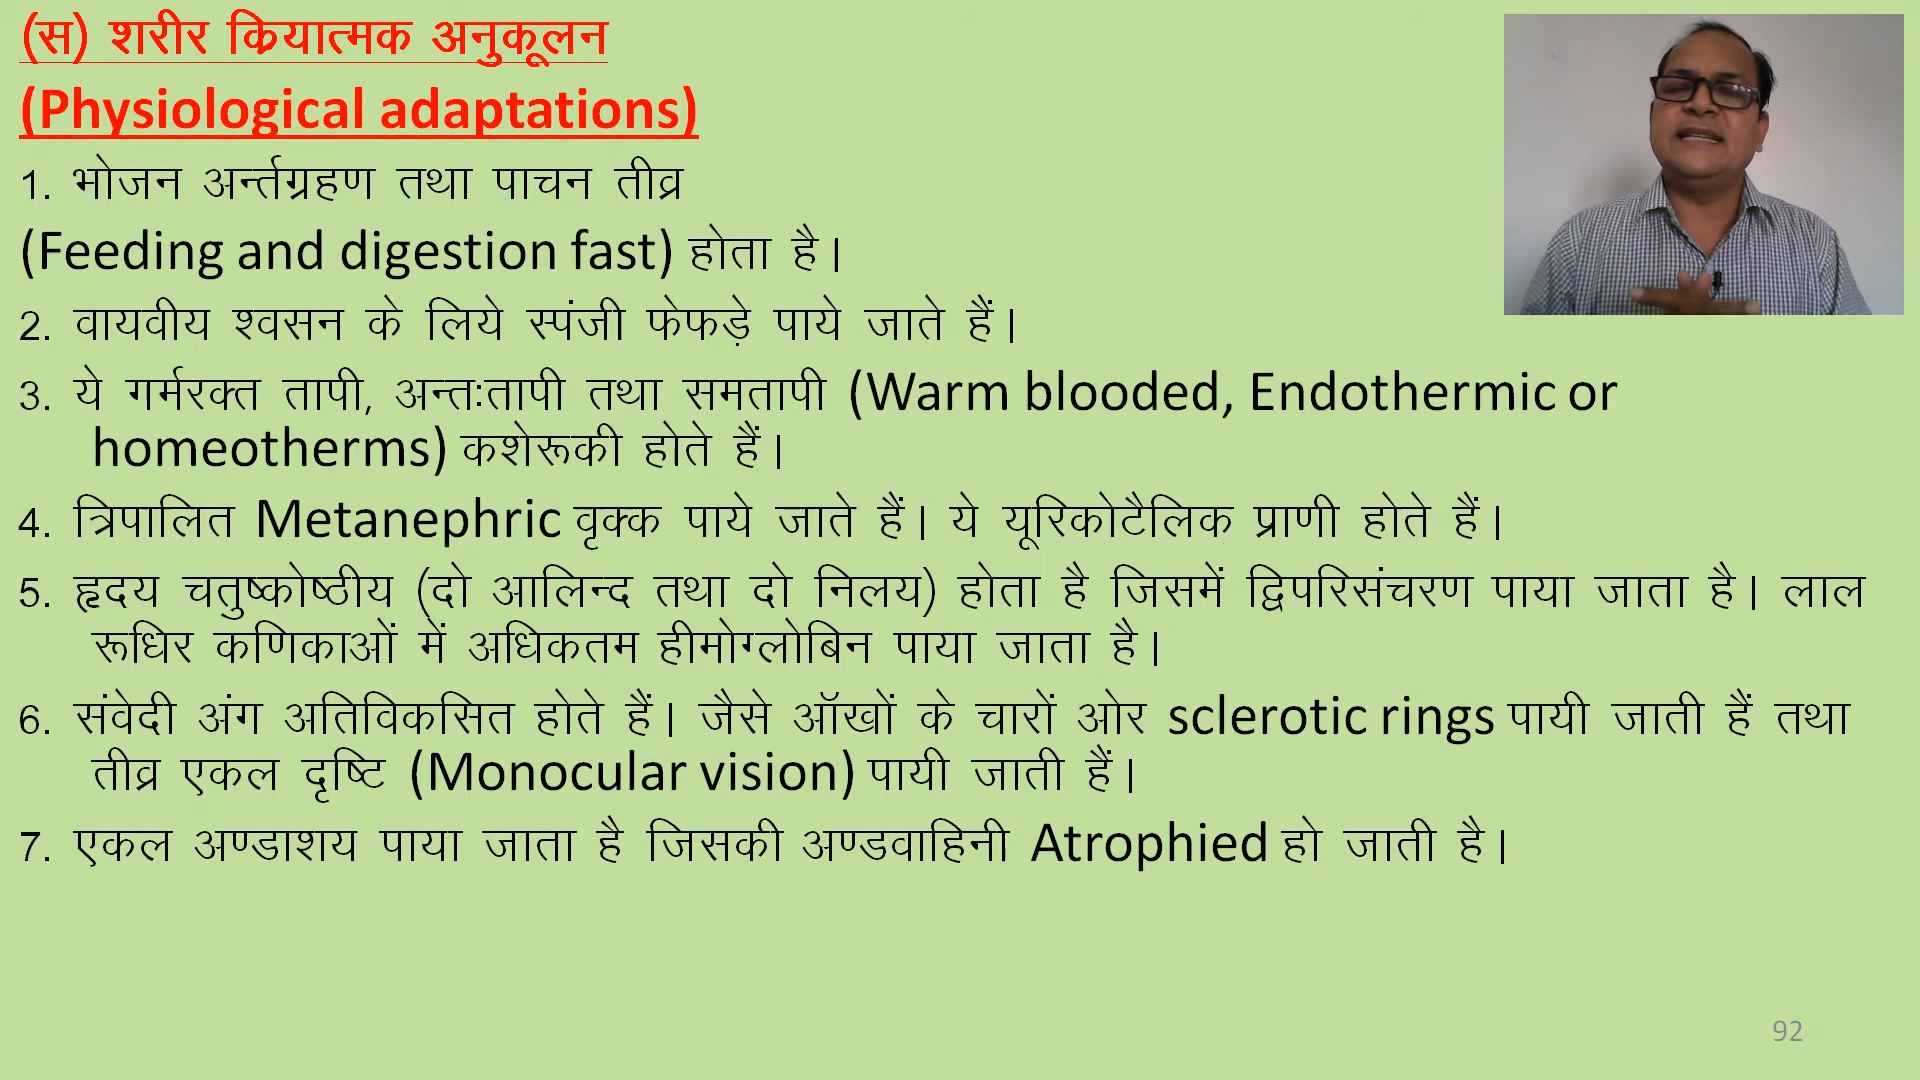 (स) शरीर क्रियात्मक अनुकूलन
(Physiological adaptations)
1. भोजन अर्न्तग्रहण तथा पाचन तीव्र
(Feeding and digestion fast) होता है।
2. वायवीय श्वसन के लिये स्पंजी फेफड़े पाये जाते हैं।
3. ये गर्मरक्त तापी, अन्तःतापी तथा समतापी (Warm blooded, Endothermic or
homeotherms) कशेरूकी होते हैं।
4. त्रिपालित Metanephric वृक्क पाये जाते हैं। ये यूरिकोटैलिक प्राणी होते हैं।
5. हृदय चतुष्कोष्ठीय (दो आलिन्द तथा दो निलय) होता है जिसमें द्विपरिसंचरण पाया जाता है। लाल
रूधिर कणिकाओं में अधिकतम हीमोग्लोबिन पाया जाता है।
6. संवेदी अंग अतिविकसित होते हैं। जैसे ऑखों के चारों ओर sclerotic rings पायी जाती हैं तथा
तीव्र एकल दृष्टि (Monocular vision) पायी जाती हैं।
7. एकल अण्डाशय पाया जाता है जिसकी अण्डवाहिनी Atrophied हो जाती है।
92